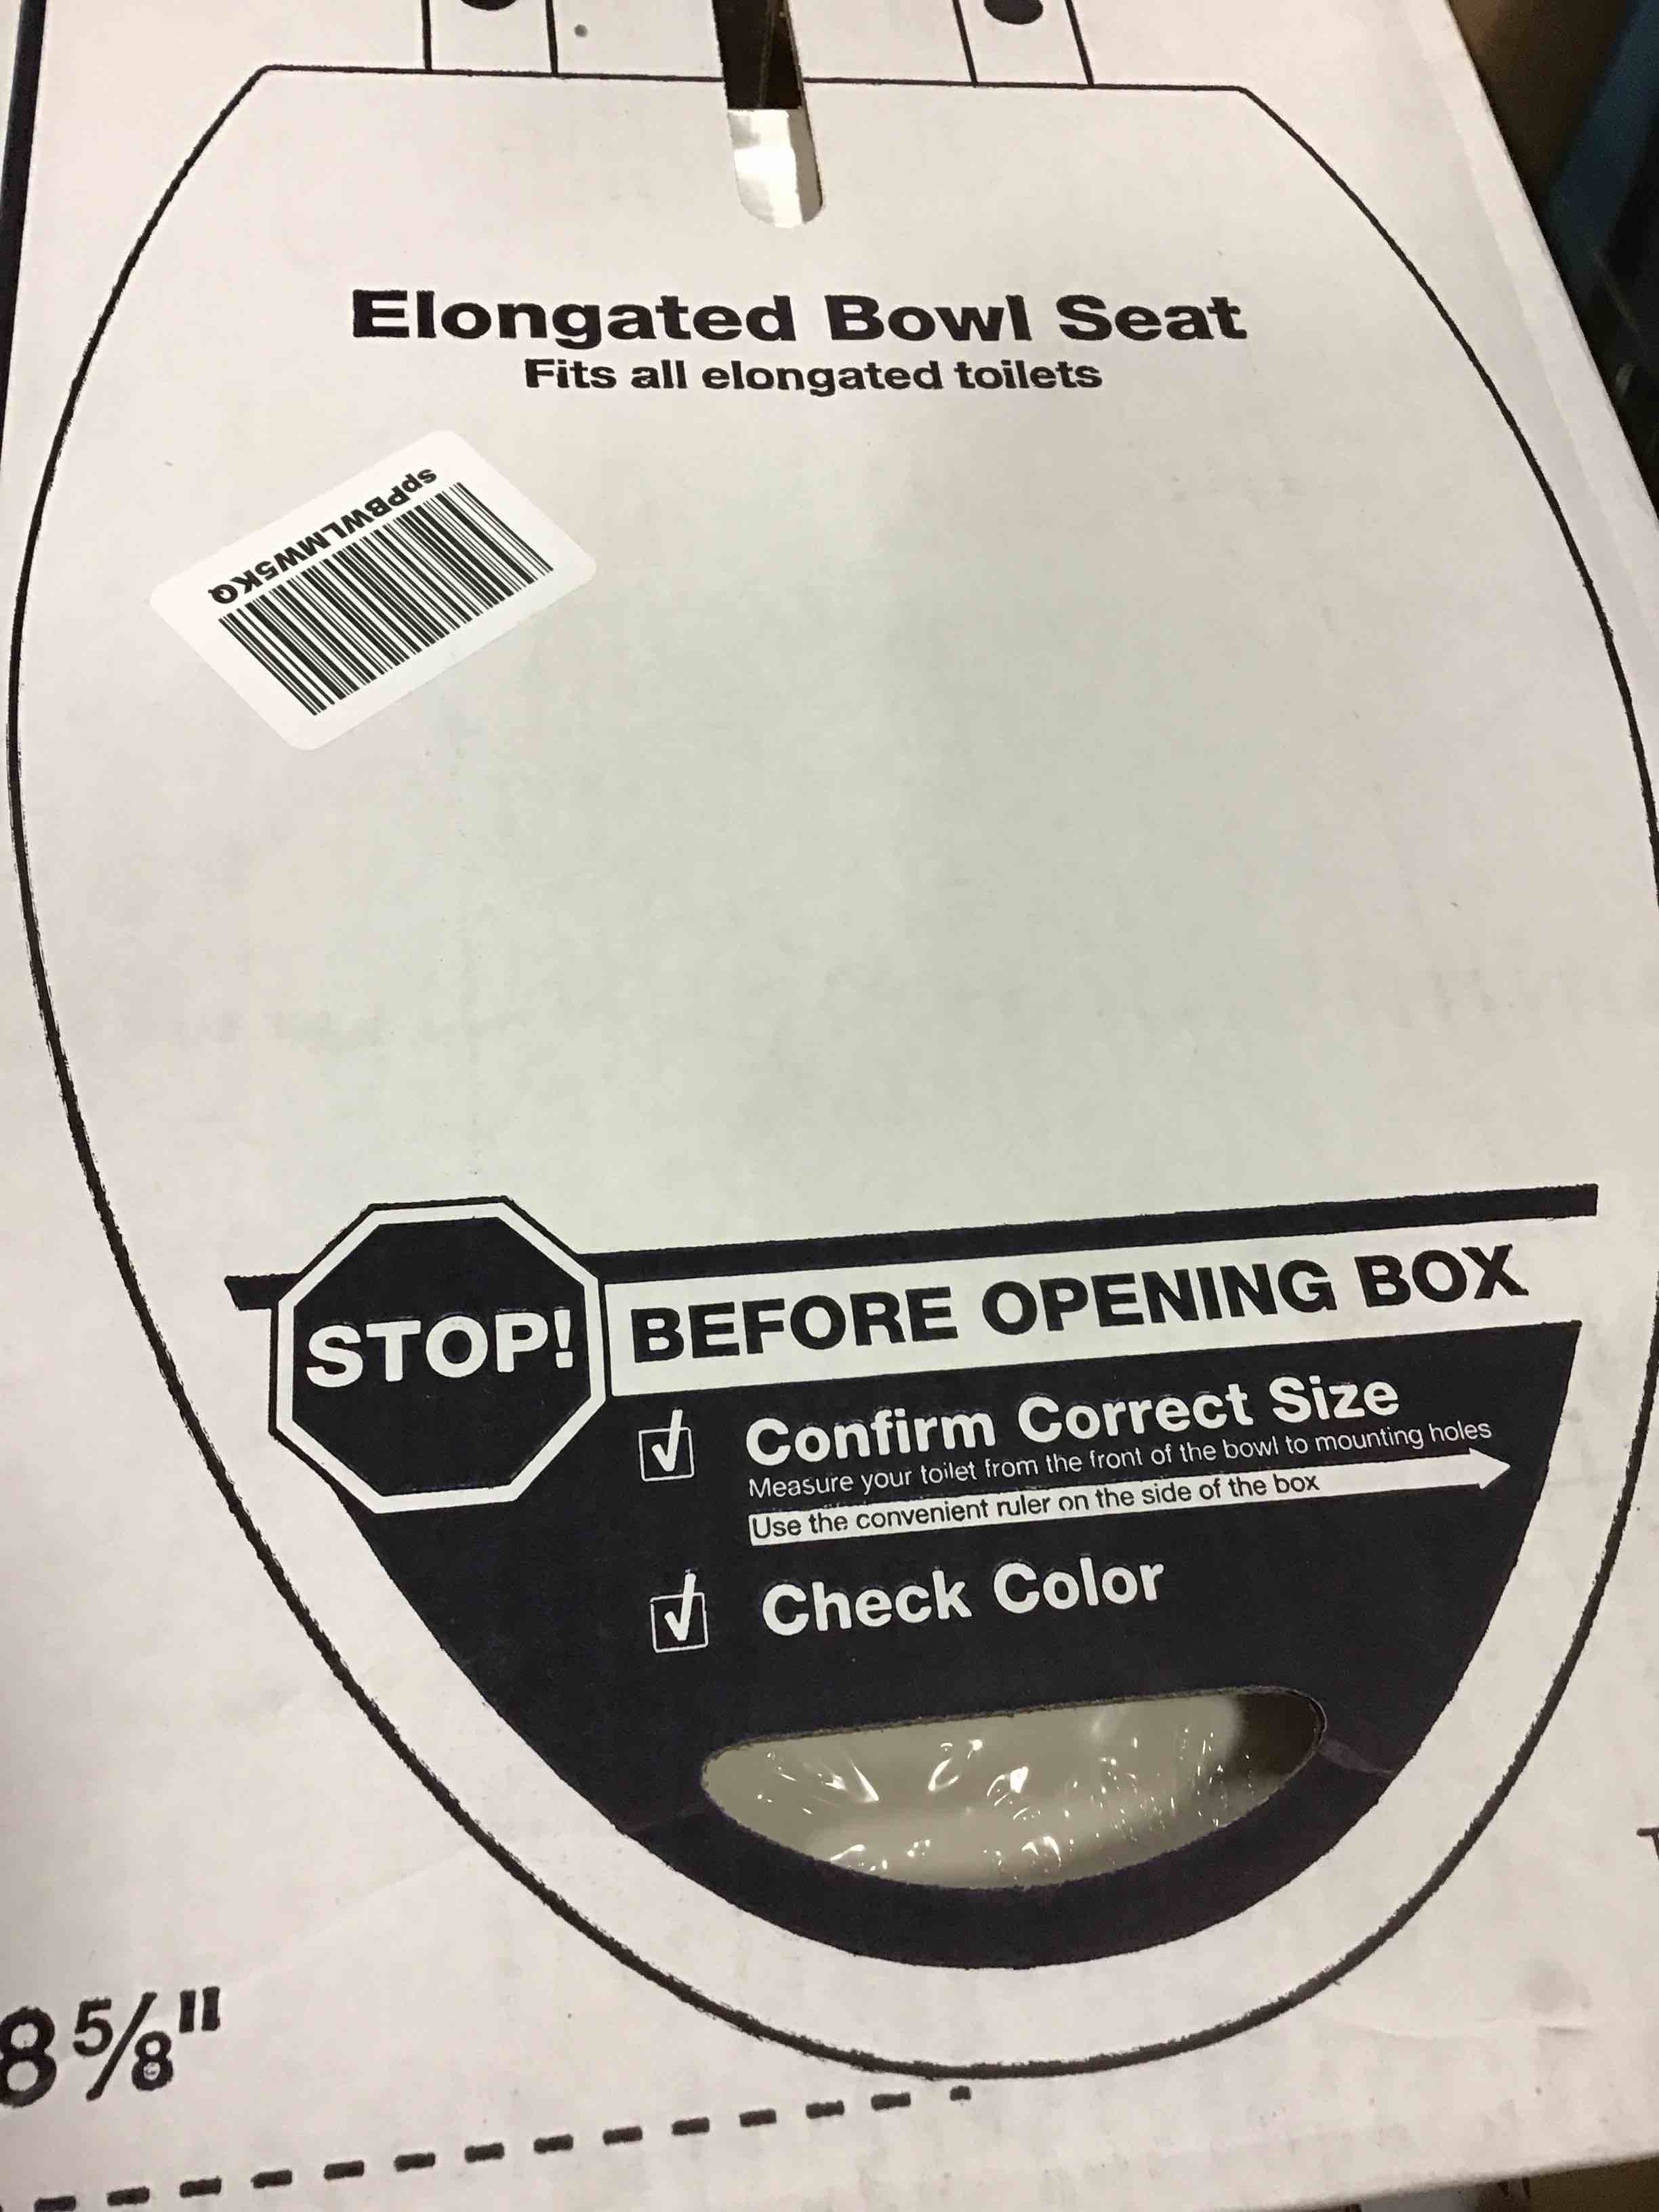 Elongated Bowl Seat
Fits all elongated toilets
spPBWLMW5KQ
STOP!
BEFORE OPENING BOX
Confirm Correct Size
Measure your toilet from the front of the bowl to mounting holes
Use the convenient ruler on the side of the box
Check Color
8 5/8"